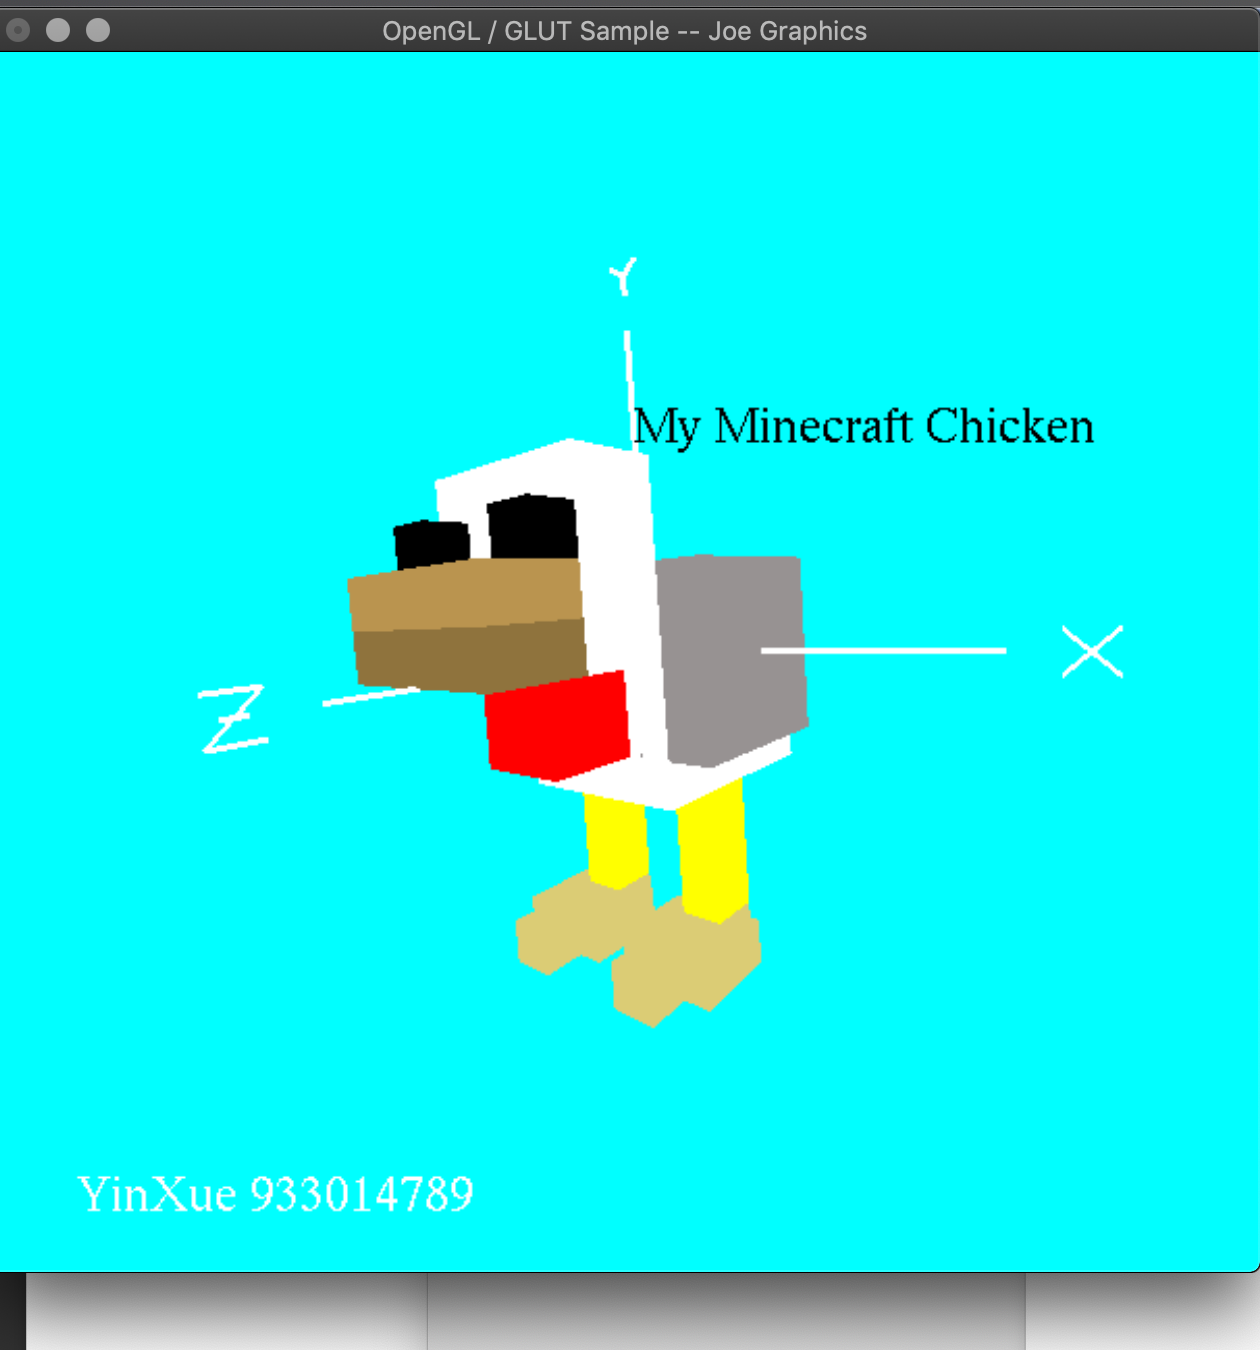 OpenGL / GLUT Sample -- Joe Graphics
Y
My Minecraft Chicken
X
Z
YinXue 933014789